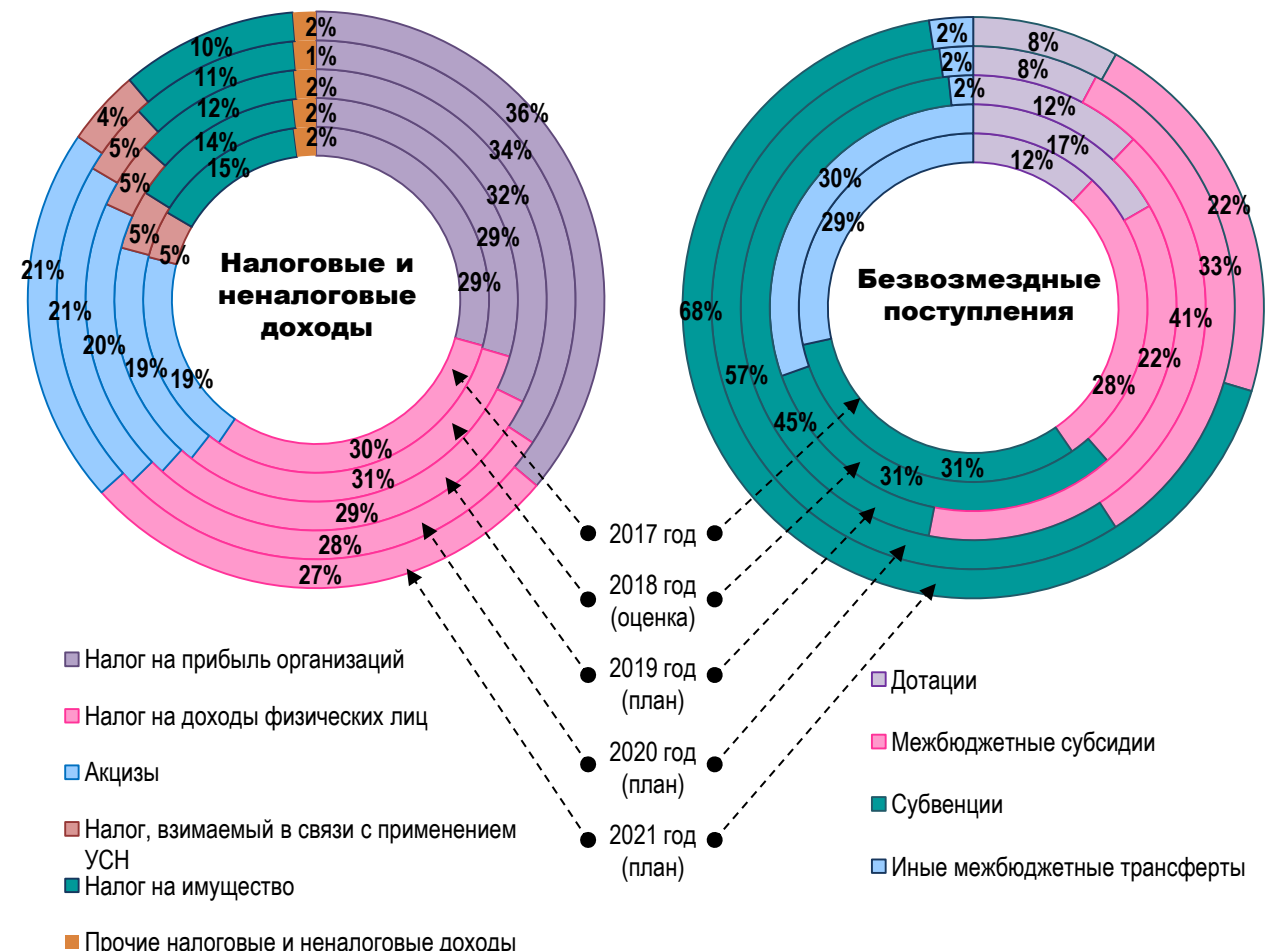 2%
10%
1%
11%
2%
12%
2%
14%
2%
15%
36%
34%
32%
29%
29%
4%
5%
5%
5%
5%
21%
21%
20%
19%
19%
30%
31%
29%
28%
27%
Налоговые и
неналоговые
доходы
2%
2%
2%
8%
8%
12%
17%
12%
30%
29%
22%
33%
41%
22%
28%
68%
57%
45%
31%
31%
Безвозмездные
поступления
2017 год
2018 год
(оценка)
2019 год
(план)
2020 год
(план)
2021 год
(план)
Налог на прибыль организаций
Налог на доходы физических лиц
Акцизы
Налог, взимаемый в связи с применением
УСН
Налог на имущество
Прочие налоговые и неналоговые доходы
Дотации
Межбюджетные субсидии
Субвенции
Иные межбюджетные трансферты